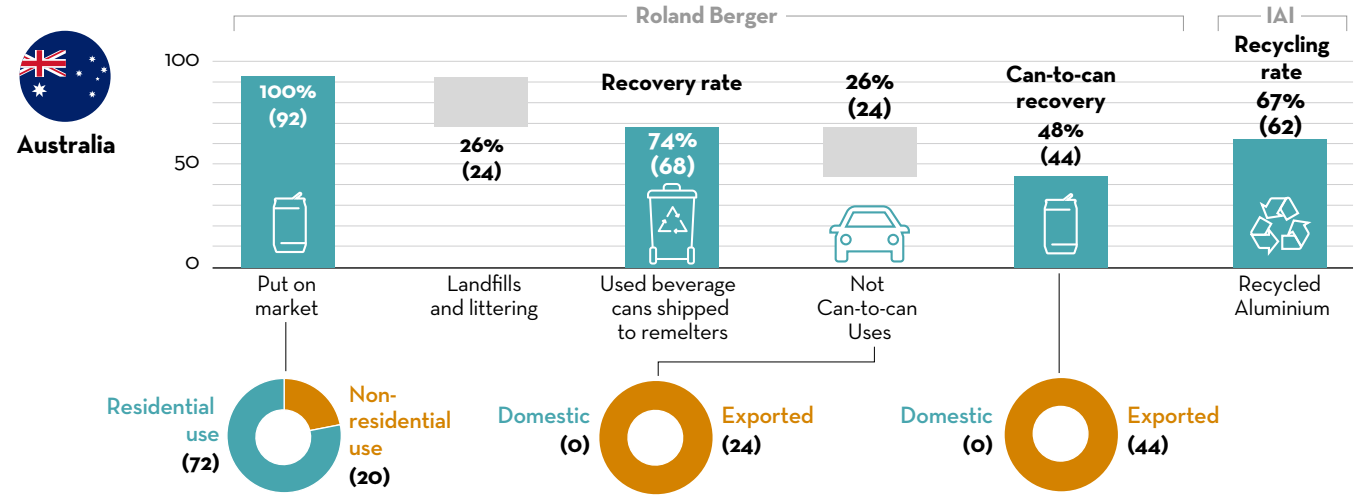 Roland Berger
IAI
Australia
100
50
0
100%
(92)
26%
(24)
Recovery rate
74%
(68)
26%
(24)
Can-to-can
recovery
48%
(44)
Recycling
rate
67%
(62)
Put on
market
Landfills
and littering
Used beverage
cans shipped
to remelters
Not
Can-to-can
Uses
Recycled
Aluminium
Residential
use
(72)
Non-
residential
use
(20)
Domestic
(0)
Exported
(24)
Domestic
(0)
Exported
(44)